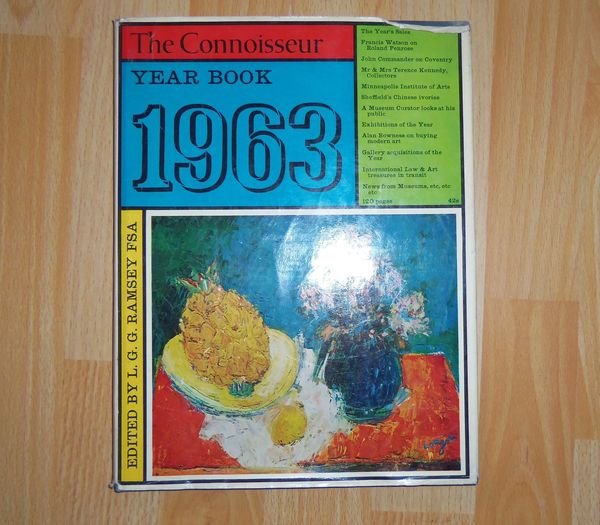 The Connoisseur
YEAR BOOK
1963
The Year's Sales
Francis Watson on
Roland Penrose
John Commander on Coventry
Mr & Mrs Terence Kennedy,
Collectors
Minneapolis Institute of Arts
Sheffield's Chinese ivories
A Museum Curator looks at his
public
Exhibitions of the Year
Alan Bowness on buying
modern art
Gallery acquisitions of the
Year
International Law & Art
treasures in transit
News from Museums, etc, etc
etc
120 pages 42s
EDITED BY L. G. G. RAMSEY FSA